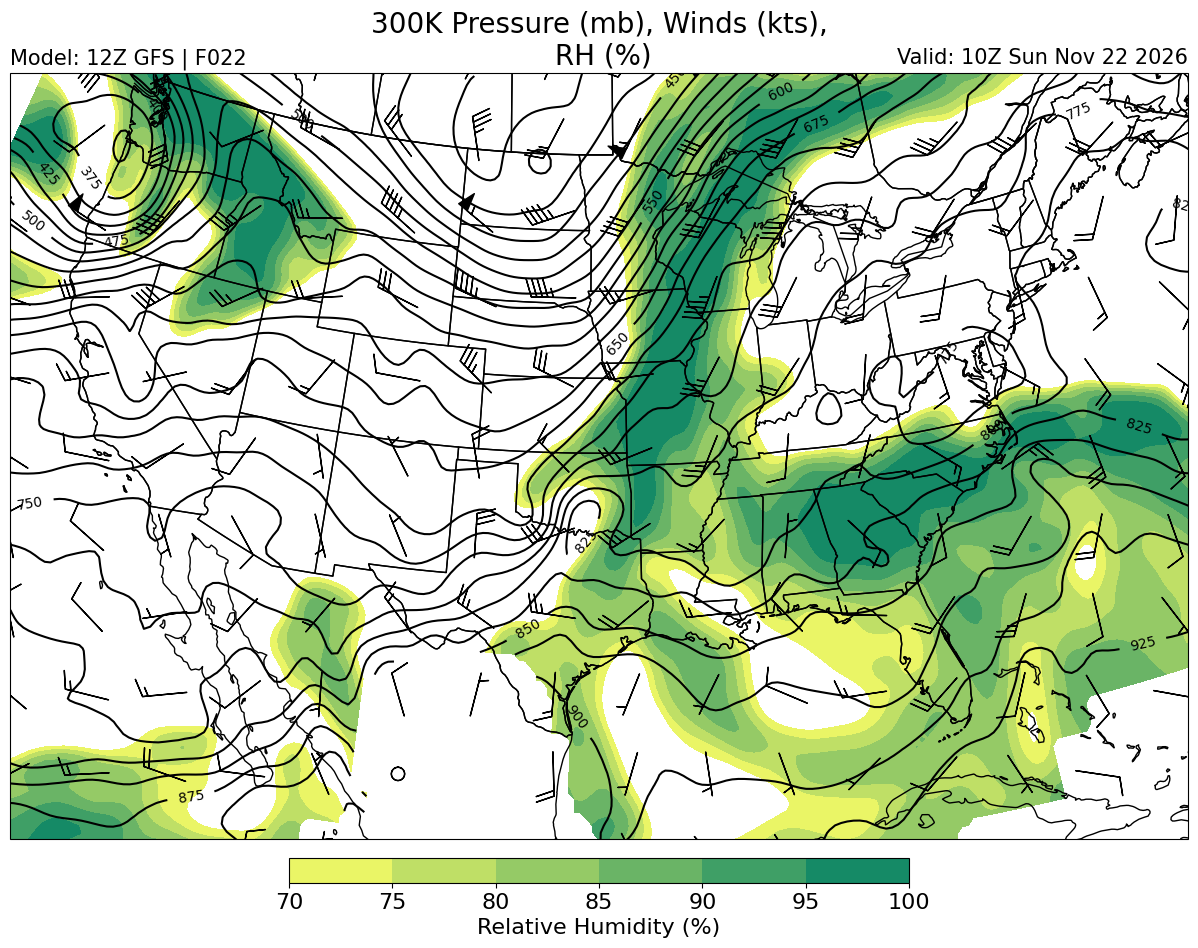 300K Pressure (mb), Winds (kts),
RH (%)
Model: 12Z GFS | F022
Valid: 10Z Sun Nov 22 2026
600
675
775
425
375
550
500
475
650
825
750
825
850
925
900
875
70 75 80 85 90 95 100
Relative Humidity (%)